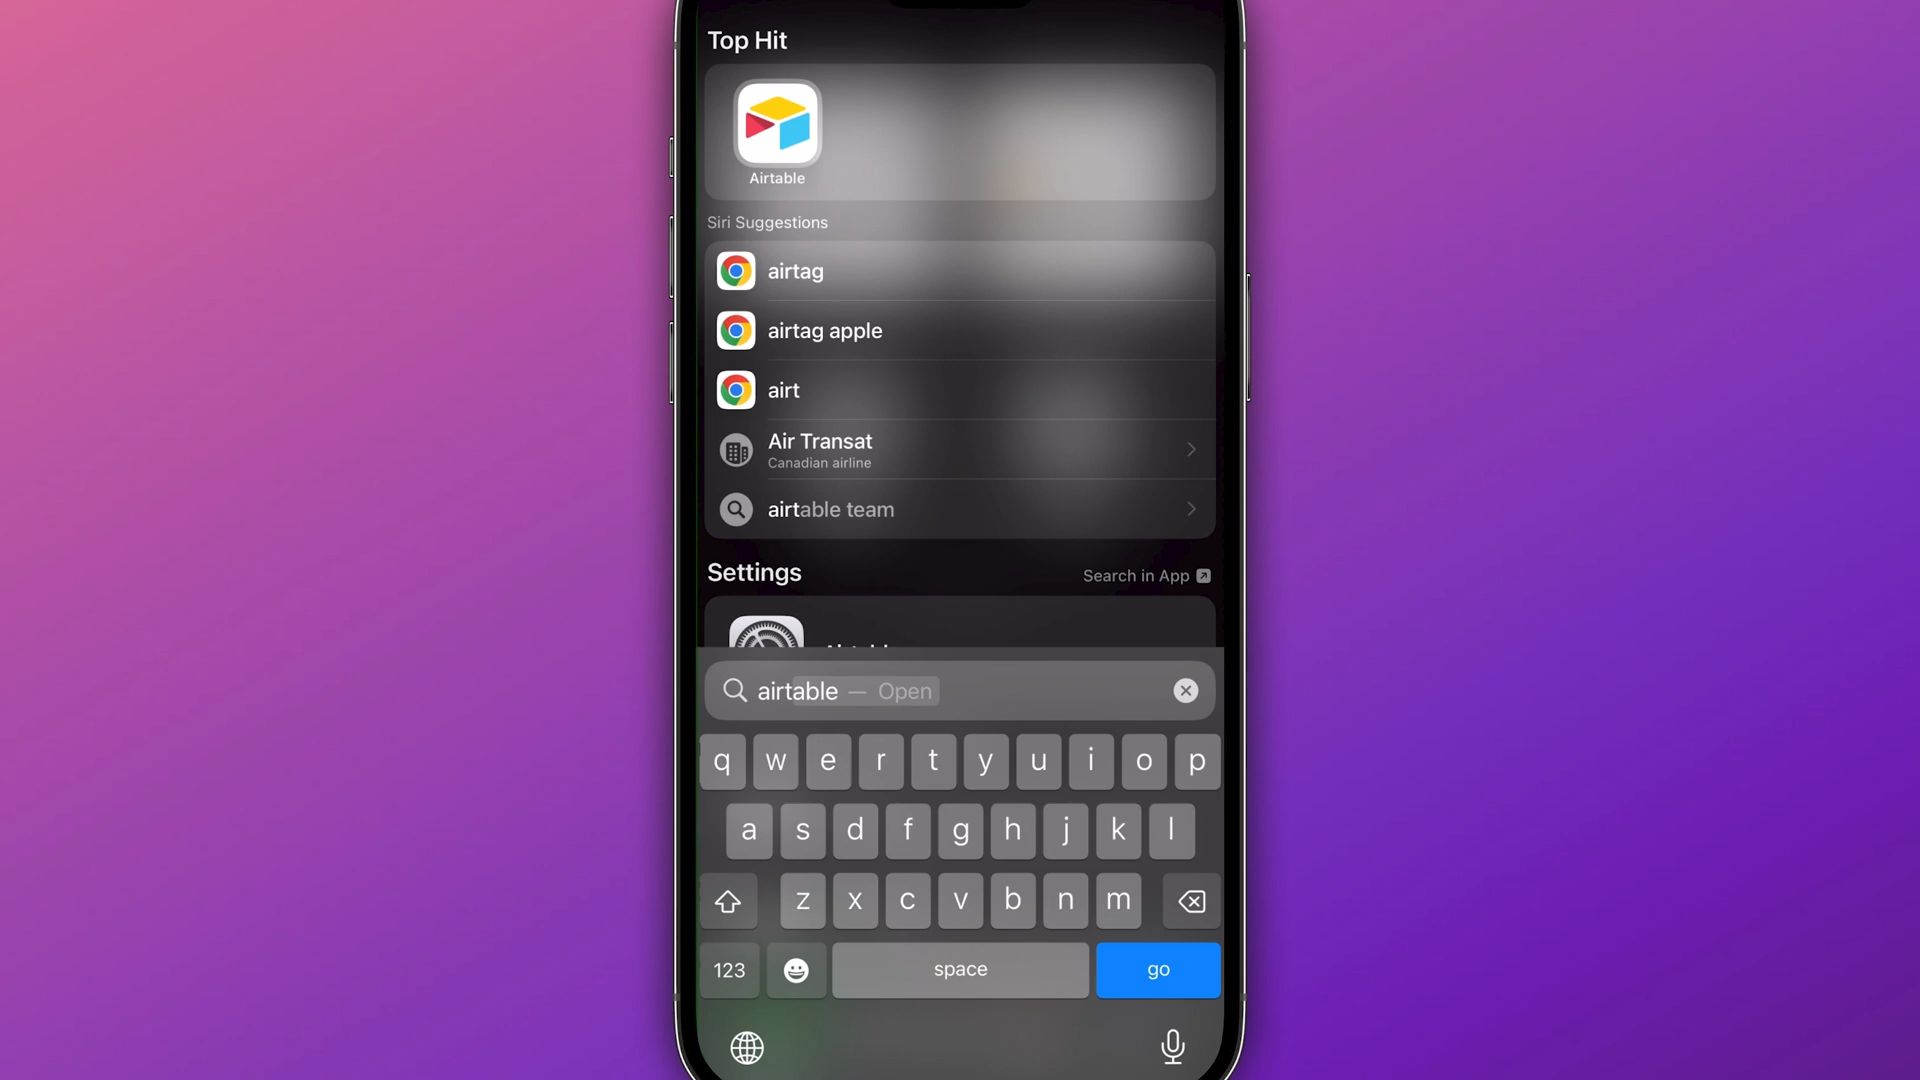 Top Hit
Airtable
Siri Suggestions
airtag
airtag apple
airt
Air Transat
Canadian airline
airtable team
Settings
Search in App
airtable — Open
q w e r t y u i o p
a s d f g h j k l
z x c v b n m
123 space go